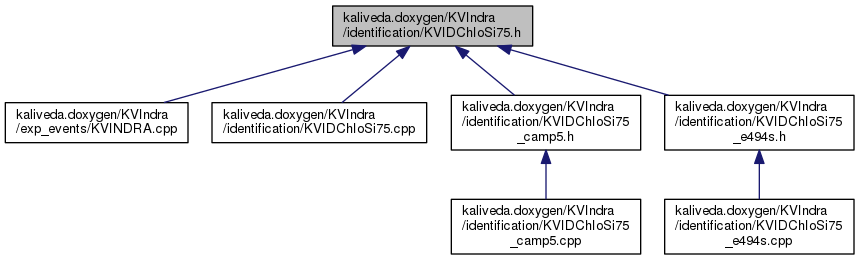 kaliveda.doxygen/KVIndra
/identification/KVIDChIoSi75.h
kaliveda.doxygen/KVIndra
/exp_events/KVINDRA.cpp
kaliveda.doxygen/KVIndra
/identification/KVIDChIoSi75.cpp
kaliveda.doxygen/KVIndra
/identification/KVIDChIoSi75
_camp5.h
kaliveda.doxygen/KVIndra
/identification/KVIDChIoSi75
_e494s.h
kaliveda.doxygen/KVIndra
/identification/KVIDChIoSi75
_camp5.cpp
kaliveda.doxygen/KVIndra
/identification/KVIDChIoSi75
_e494s.cpp